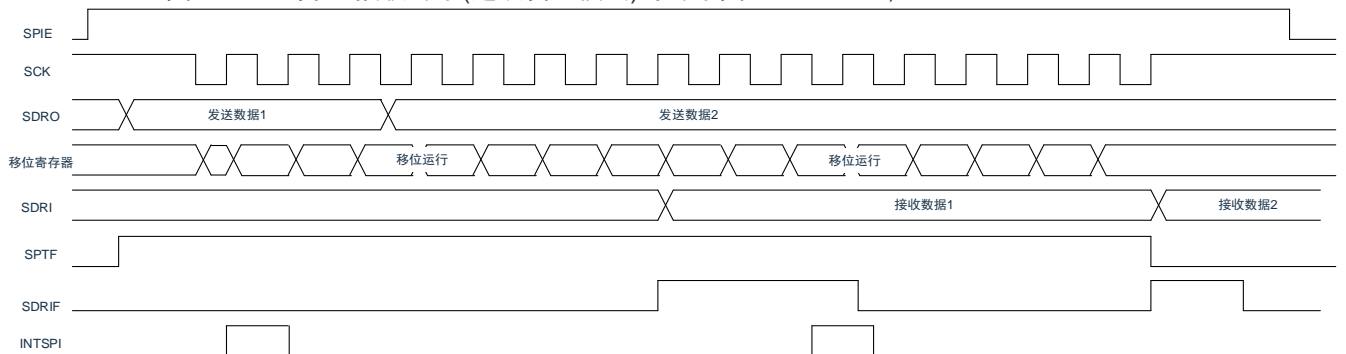 SPIE
SCK
SDRO 发送数据1 发送数据2
移位寄存器 移位运行 移位运行
SDRI 接收数据1 接收数据2
SPTF
SDRIF
INTSPI